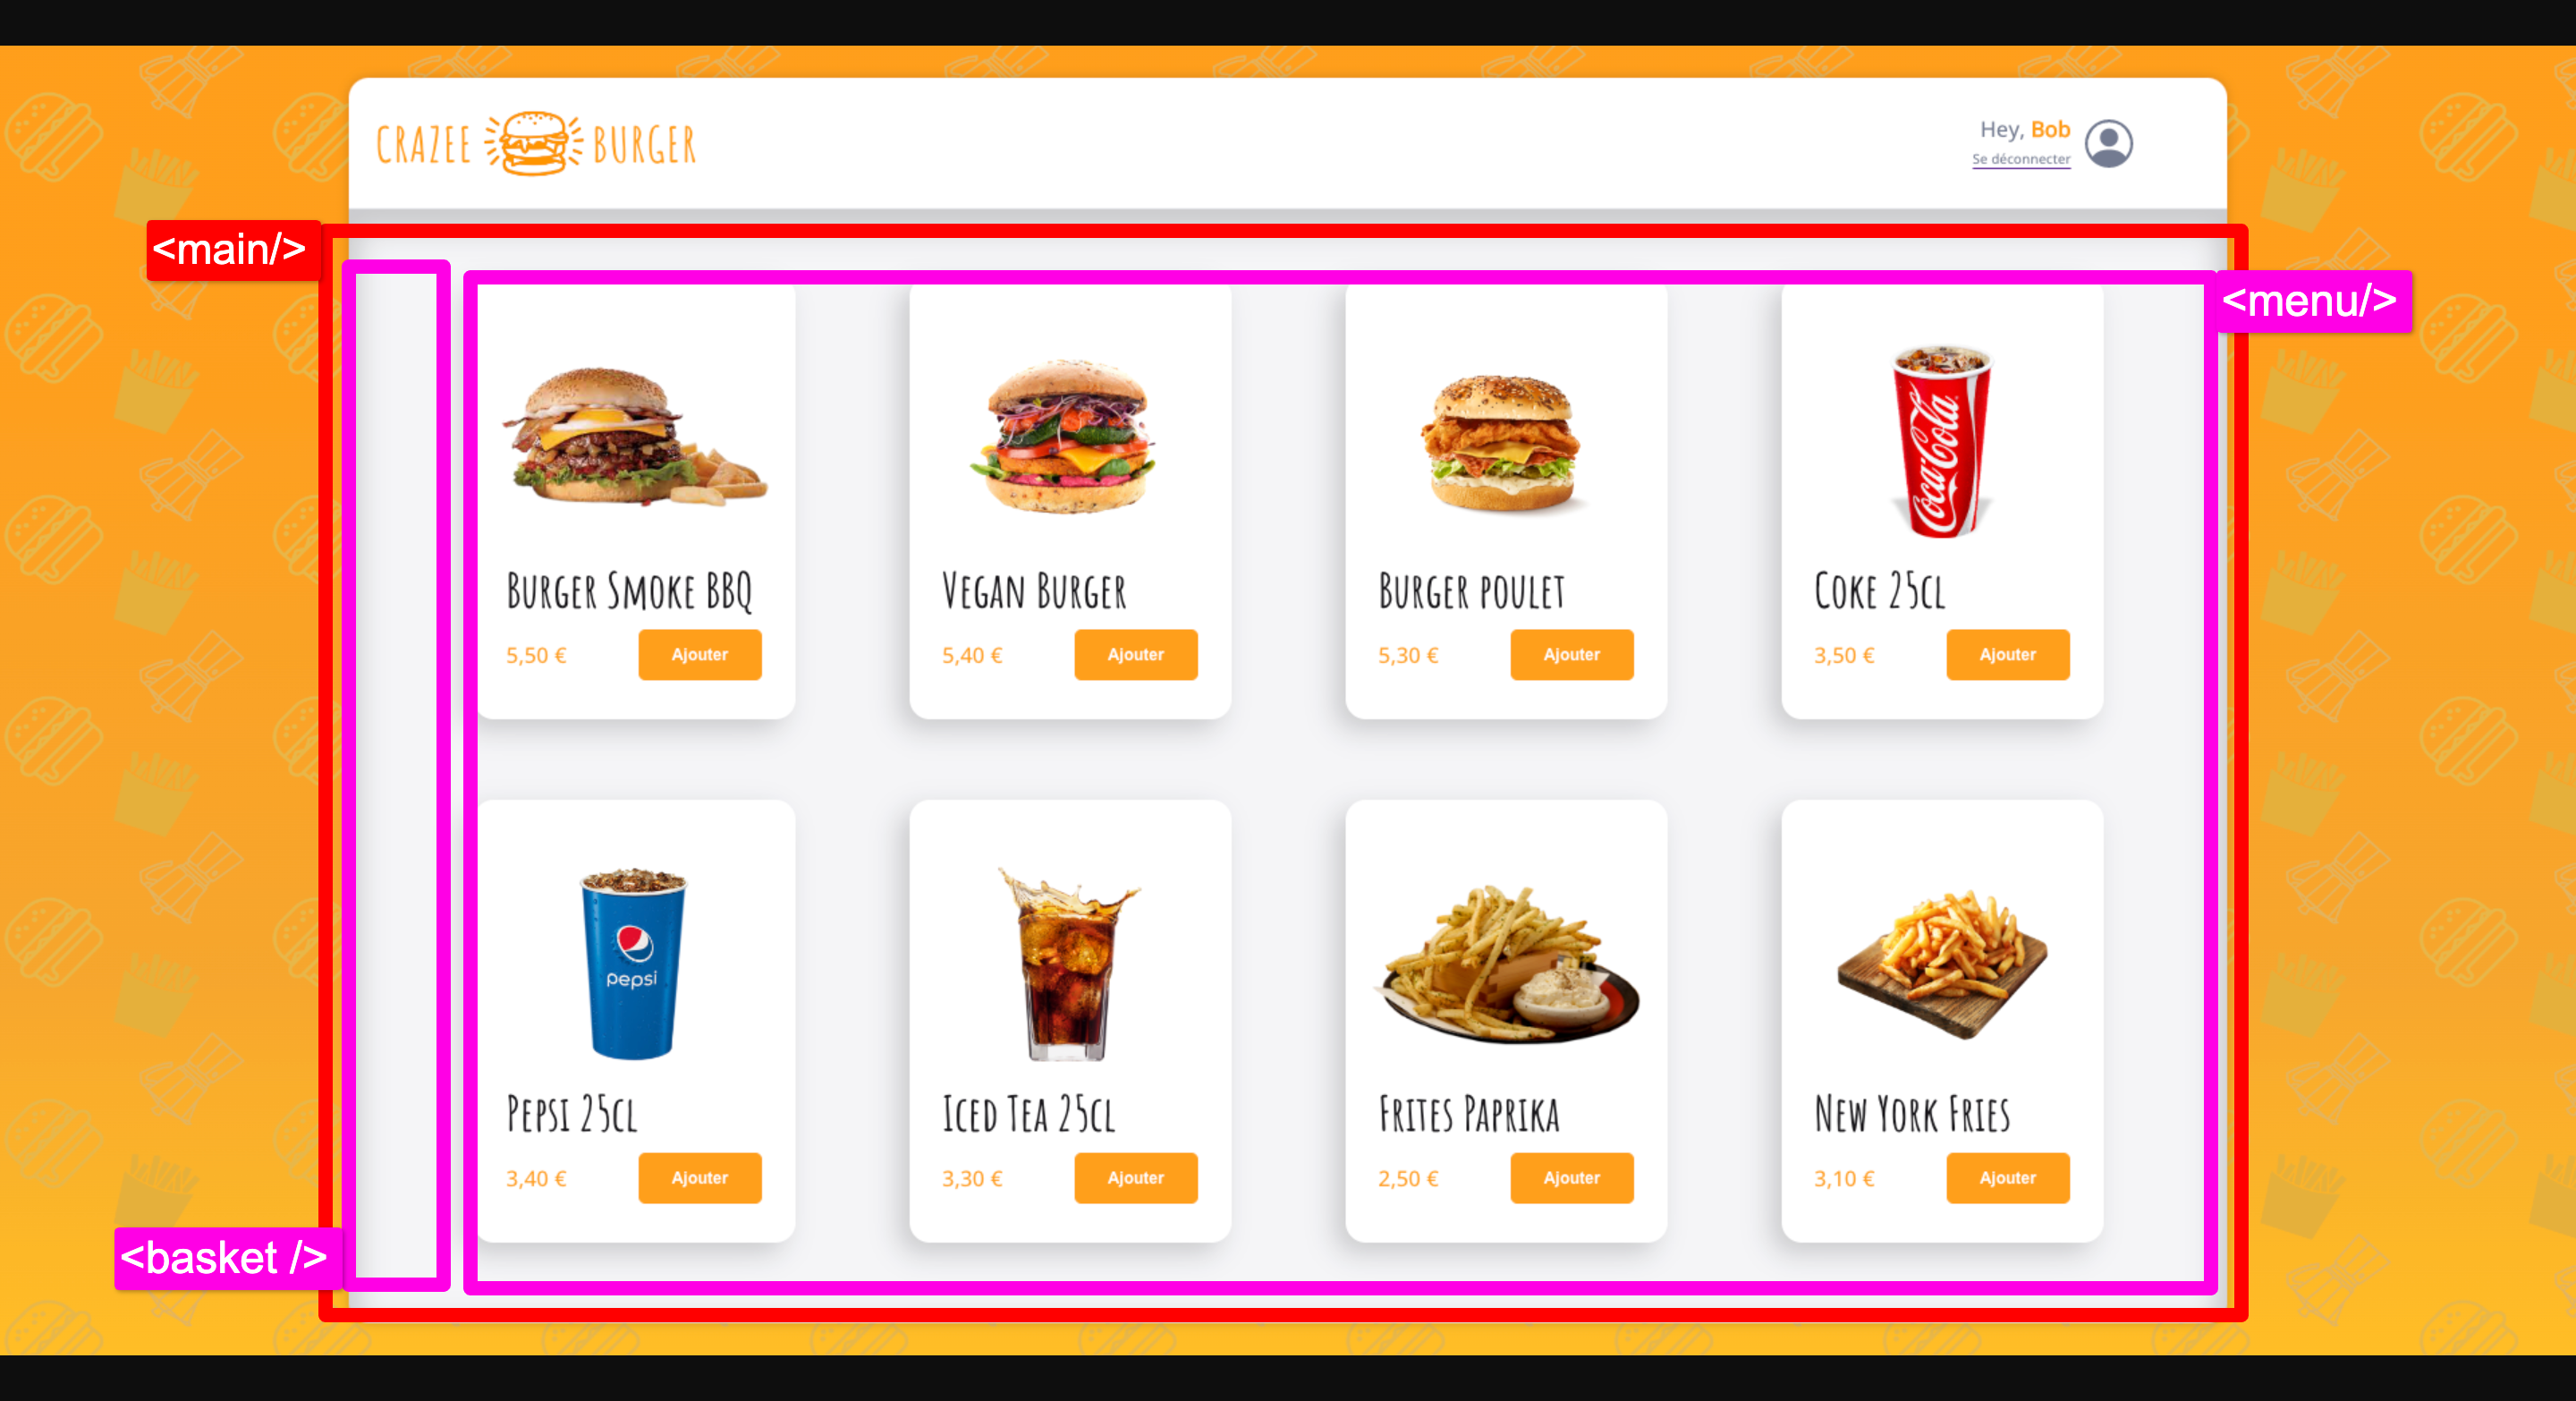 CRAZEE BURGER
Hey, Bob
Se déconnecter
<main/>
<menu/>
Coca-Cola
BURGER SMOKE BBQ
VEGAN BURGER
BURGER POULET
COKE 25CL
5,50 € Ajouter
5,40 € Ajouter
5,30 € Ajouter
3,50 € Ajouter
pepsi
PEPSI 25CL
ICED TEA 25CL
FRITES PAPRIKA
NEW YORK FRIES
3,40 € Ajouter
3,30 € Ajouter
2,50 € Ajouter
3,10 € Ajouter
<basket />